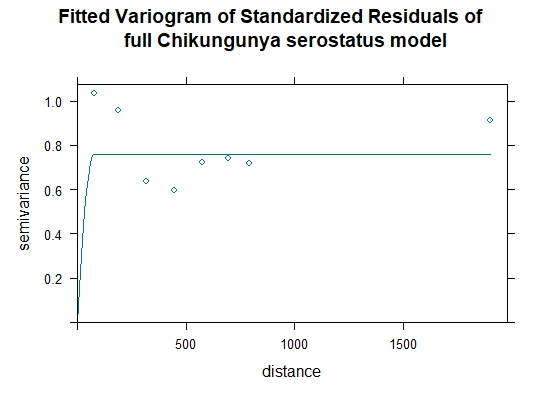 Fitted Variogram of Standardized Residuals of
full Chikungunya serostatus model
1.0
0.8
0.6
0.4
0.2
semivariance
500 1000 1500
distance